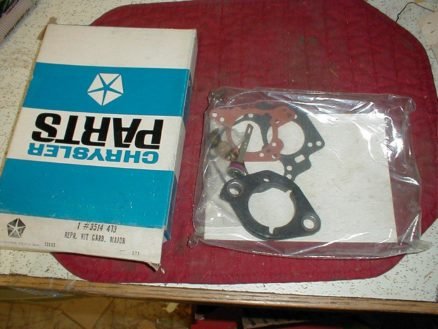 CHRYSLER
PARTS
1 #3514 413
REPR. KIT CARB. MAJOR